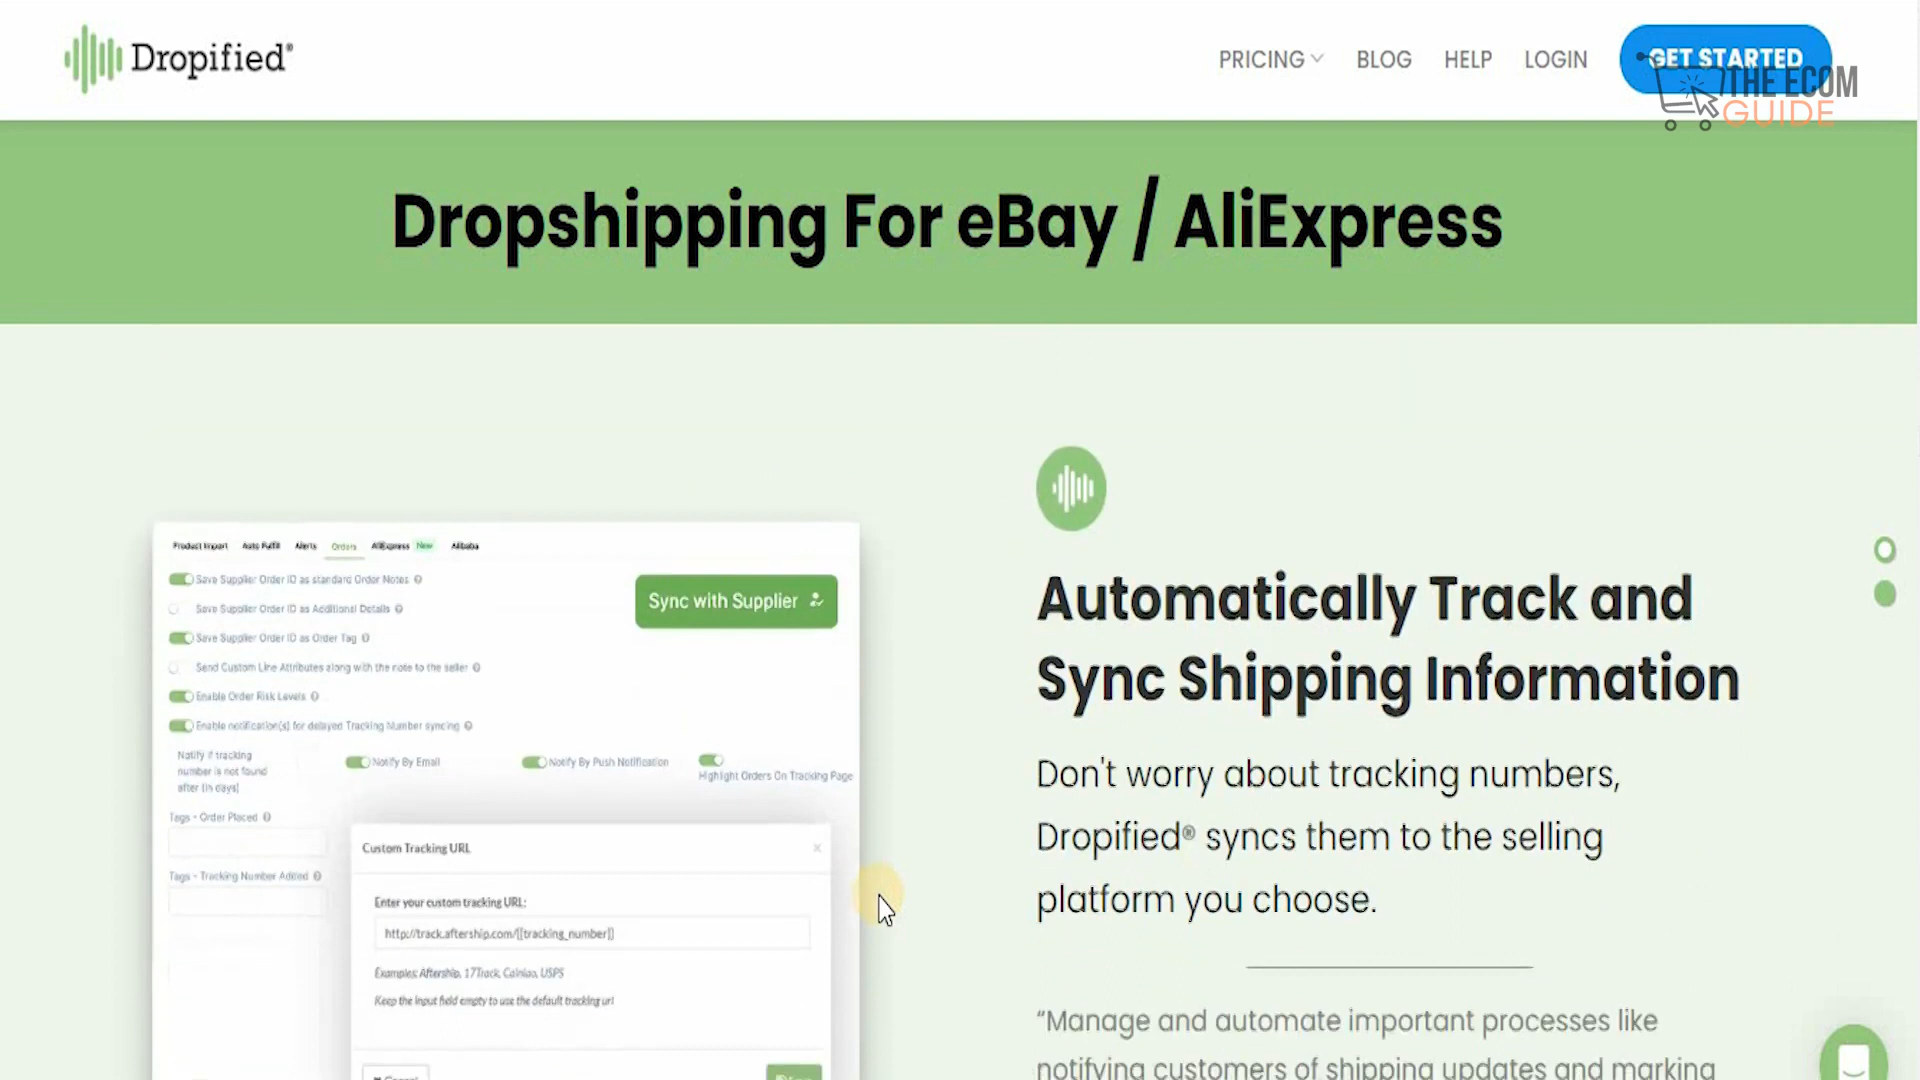 Dropified®
PRICING
BLOG
HELP
LOGIN
GET STARTED
THE ECOM
GUIDE
Dropshipping For eBay / AliExpress
Product Import
Auto Fulfill
Alerts
Orders
AliExpress
New
Alibaba
Save Supplier Order ID as standard Order Notes
Save Supplier Order ID as Additional Details
Save Supplier Order ID as Order Tag
Send Custom Line Attributes along with the note to the seller
Enable Order Risk Levels
Enable notification(s) for delayed Tracking Number syncing
Sync with Supplier
Notify if tracking
number is not found
after (in days)
Notify By Email
Notify By Push Notification
Highlight Orders On Tracking Page
Tags - Order Placed
Tags - Tracking Number Added
Custom Tracking URL
Enter your custom tracking URL:
http://track.aftership.com/{{tracking_number}}
Examples: Aftership, 17Track, Cainiao, USPS
Keep the input field empty to use the default tracking url
Automatically Track and
Sync Shipping Information
Don't worry about tracking numbers,
Dropified® syncs them to the selling
platform you choose.
“Manage and automate important processes like
notifying customers of shipping updates and marking